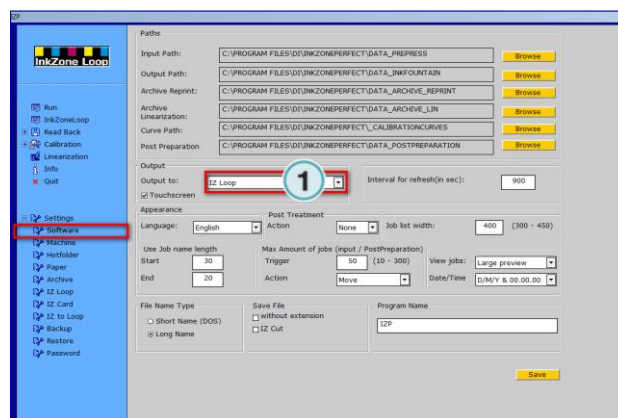 IZP
InkZone Loop
Run
InkZoneLoop
Read Back
Calibration
Linearization
Info
Quit
Settings
Software
Machine
Hotfolder
Paper
Archive
IZ Loop
IZ Card
IZ to Loop
Backup
Restore
Password
Paths
Input Path: C:\PROGRAM FILES\DI\INKZONEPERFECT\DATA_PREPRESS Browse
Output Path: C:\PROGRAM FILES\DI\INKZONEPERFECT\DATA_INKFOUNTAIN Browse
Archive Reprint: C:\PROGRAM FILES\DI\INKZONEPERFECT\DATA_ARCHIVE_REPRINT Browse
Archive Linearization: C:\PROGRAM FILES\DI\INKZONEPERFECT\DATA_ARCHIVE_LIN Browse
Curve Path: C:\PROGRAM FILES\DI\INKZONEPERFECT\_CALIBRATIONCURVES Browse
Post Preparation C:\PROGRAM FILES\DI\INKZONEPERFECT\DATA_POSTPREPARATION Browse
Output
Output to: IZ Loop 1 Interval for refresh(in sec): 900
Touchscreen
Appearance
Post Treatment
Language: English Action None Job list width: 400 (300 - 450)
Use Job name length Max Amount of jobs (input / PostPreparation)
Start 30 Trigger 50 (10 - 300) View jobs: Large preview
End 20 Action Move Date/Time D/M/Y & 00.00.00
File Name Type Save File Program Name
Short Name (DOS) without extension IZP
Long Name IZ Cut
Save